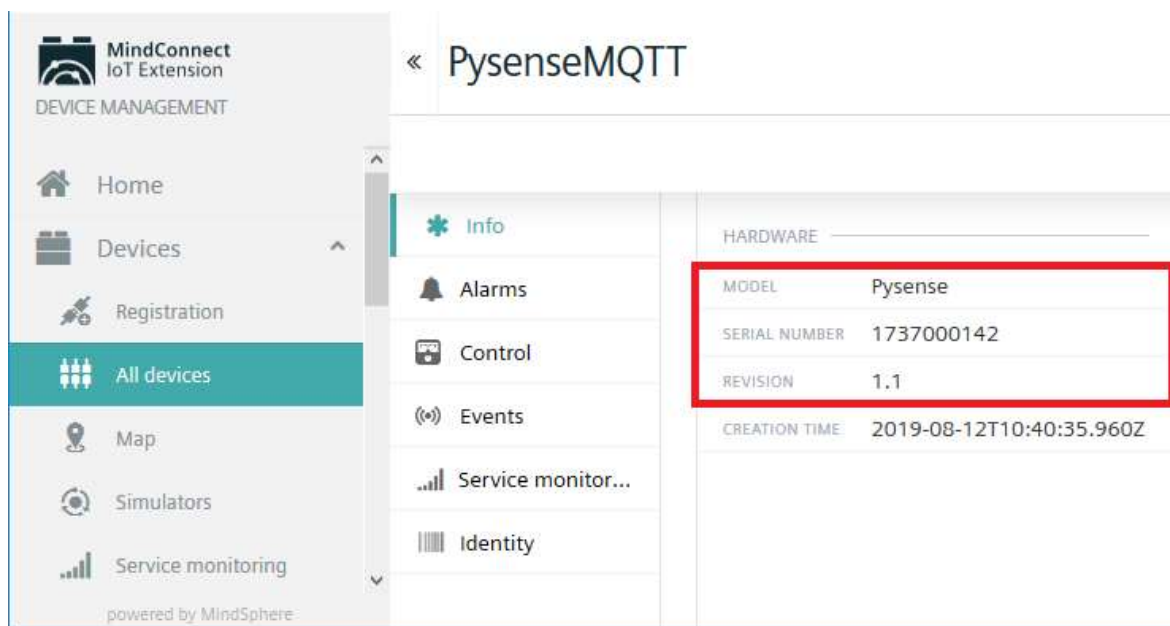 MindConnect
IoT Extension
DEVICE MANAGEMENT
Home
Devices
Registration
All devices
Map
Simulators
Service monitoring
powered by MindSphere
« PysenseMQTT
Info
Alarms
Control
Events
Service monitor...
Identity
HARDWARE
MODEL Pysense
SERIAL NUMBER 1737000142
REVISION 1.1
CREATION TIME 2019-08-12T10:40:35.960Z